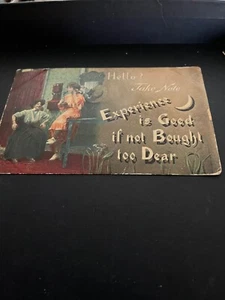 Hello!
Take Note
Experience
is Good
if not Bought
too Dear